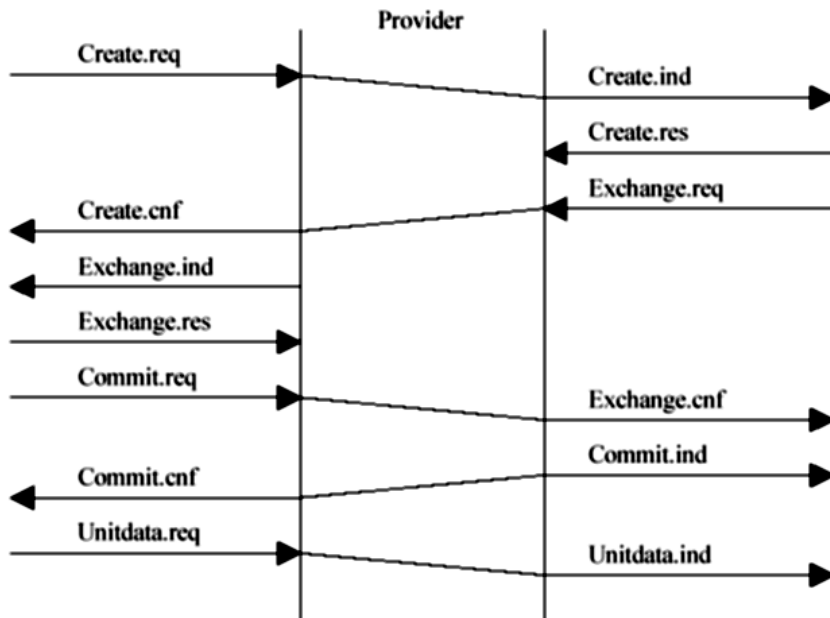 Provider
Create.req
Create.ind
Create.res
Exchange.req
Create.cnf
Exchange.ind
Exchange.res
Commit.req
Exchange.cnf
Commit.ind
Commit.cnf
Unitdata.req
Unitdata.ind